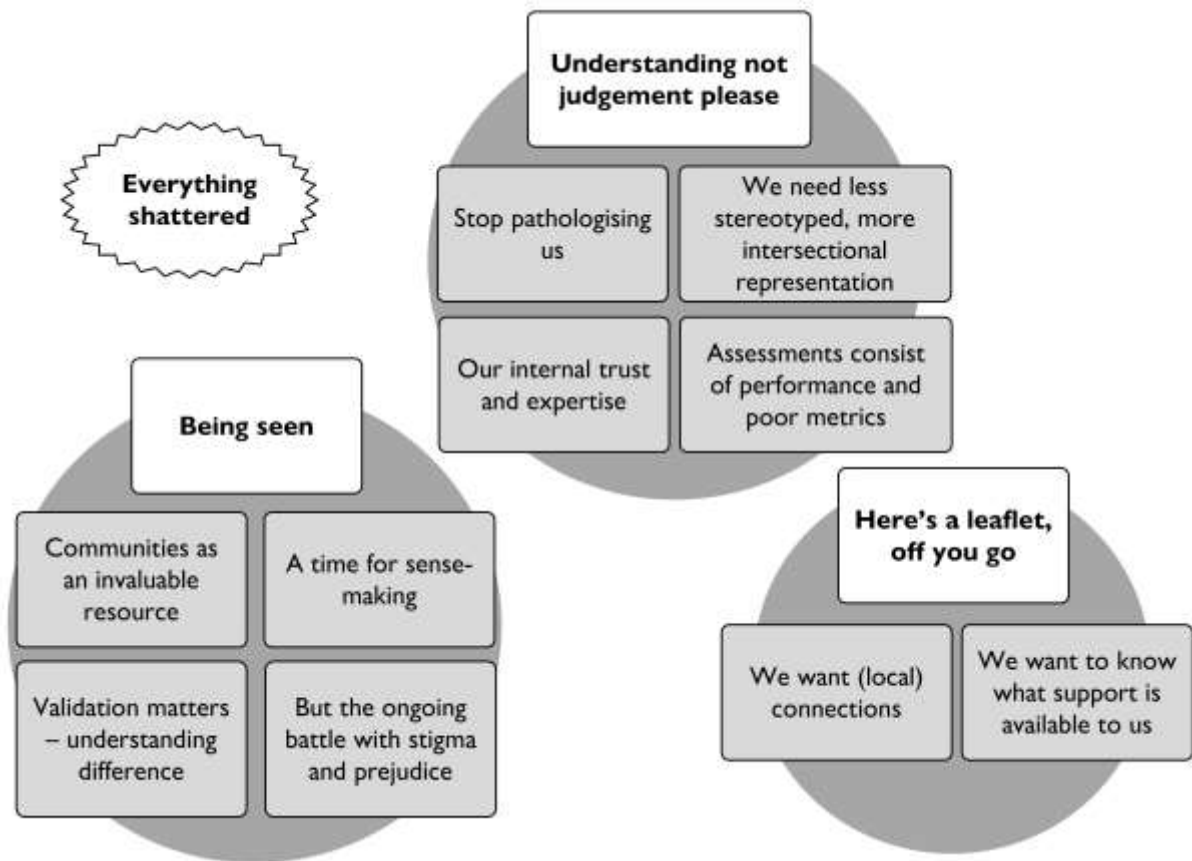 Understanding not
judgement please
Everything
shattered
Stop pathologising
us
We need less
stereotyped, more
intersectional
representation
Our internal trust
and expertise
Assessments consist
of performance and
poor metrics
Being seen
Communities as
an invaluable
resource
A time for sense-
making
Validation matters
– understanding
difference
But the ongoing
battle with stigma
and prejudice
Here’s a leaflet,
off you go
We want (local)
connections
We want to know
what support is
available to us